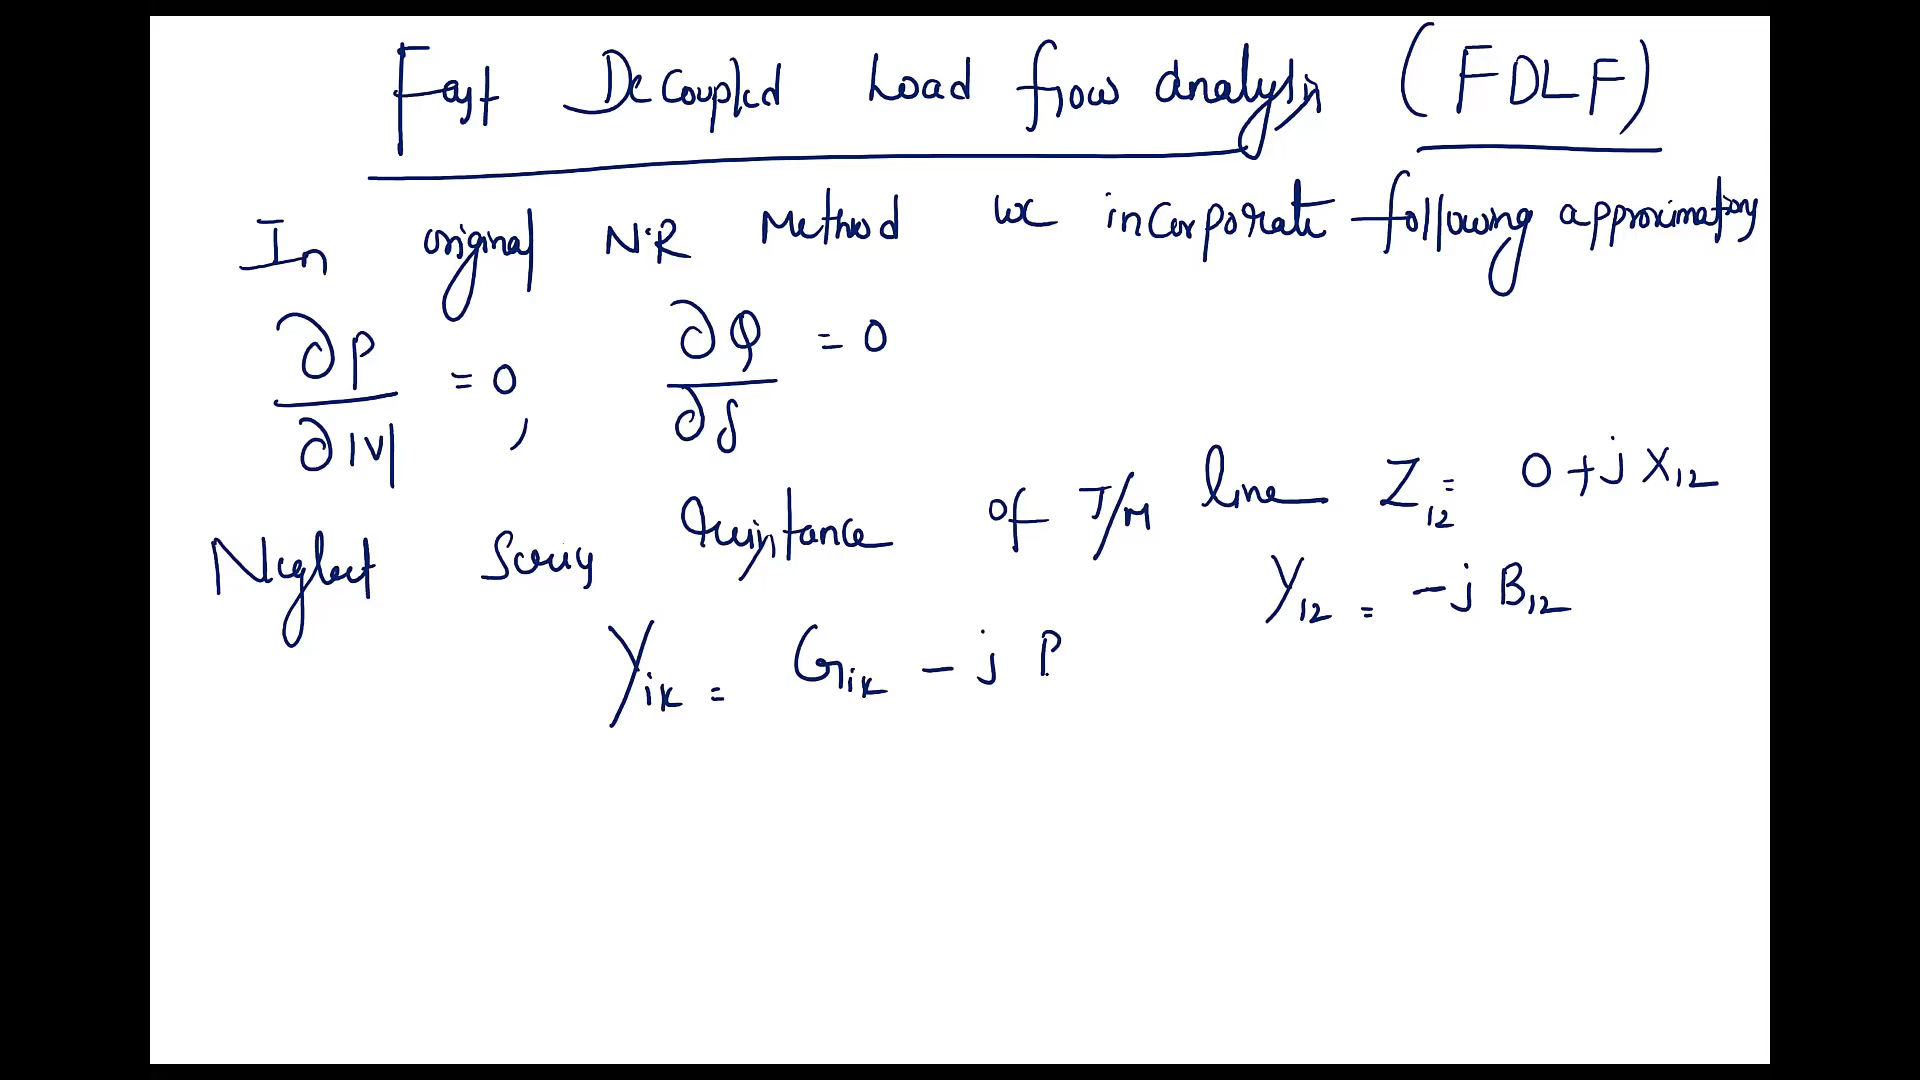 Fast Decoupled Load flow analysis (FDLF)
In original N.R Method we incorporate following approximations
∂P/∂|V| = 0, ∂Q/∂δ = 0
Neglect Series resistance of T/M line Z₁₂ = 0 + j X₁₂
Y₁₂ = -j B₁₂
Yᵢₖ = Gᵢₖ - j